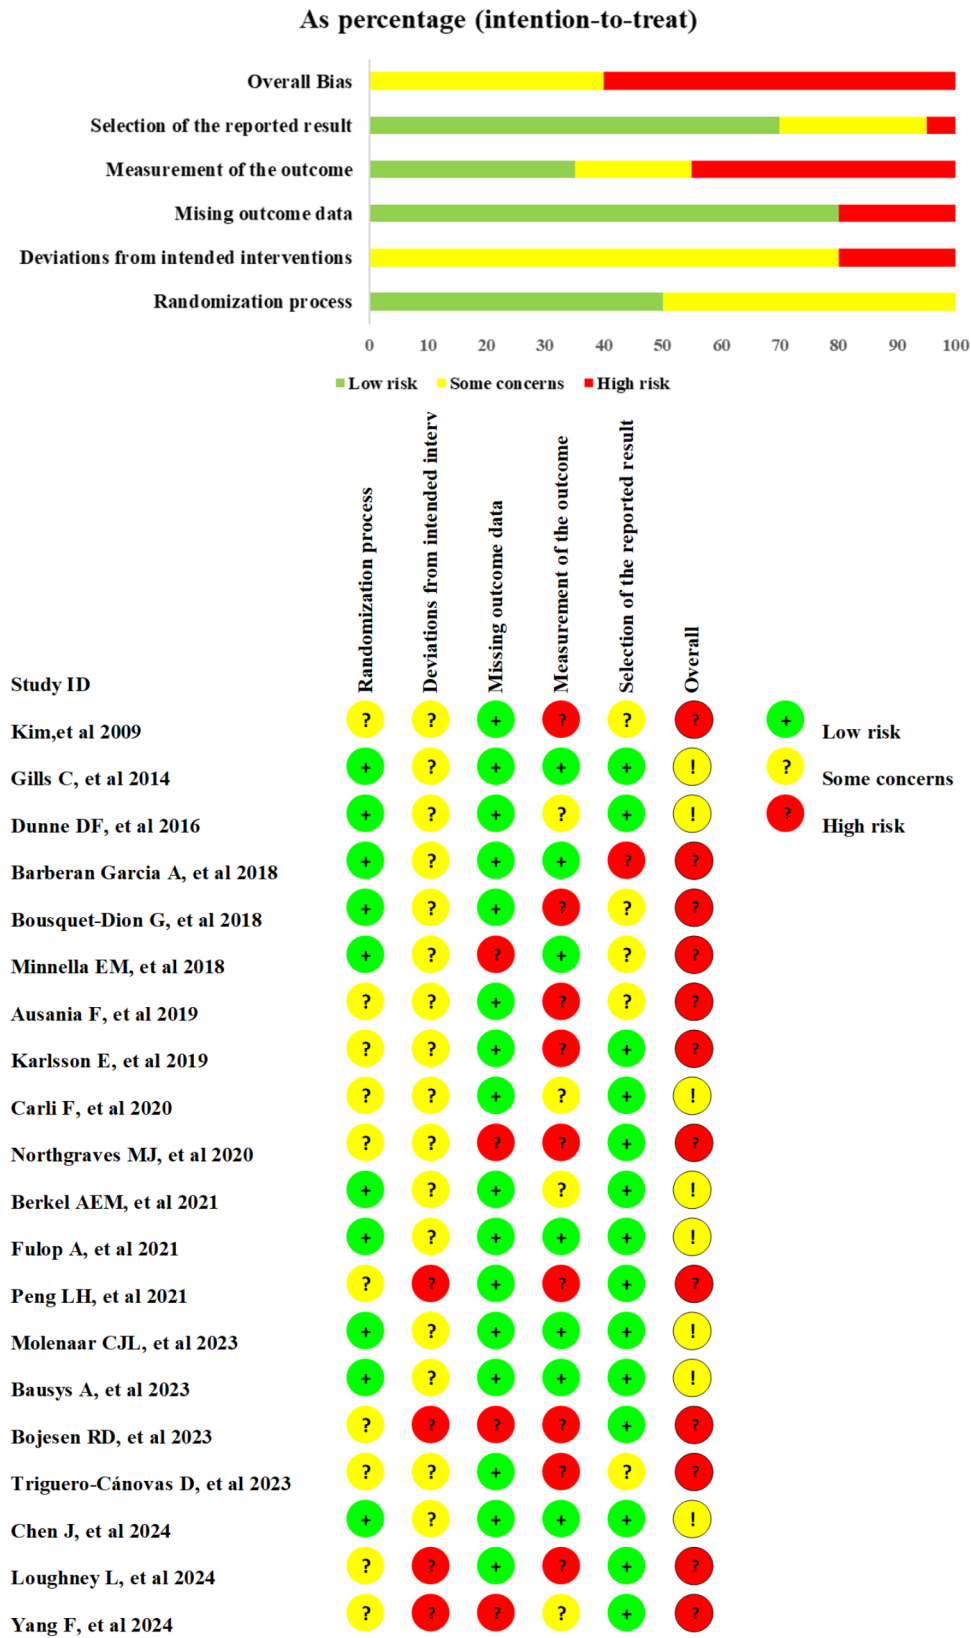 As percentage (intention-to-treat)
Overall Bias
Selection of the reported result
Measurement of the outcome
Mising outcome data
Deviations from intended interventions
Randomization process
0 10 20 30 40 50 60 70 80 90 100
Low risk Some concerns High risk
Study ID Randomization process Deviations from intended interv Missing outcome data Measurement of the outcome Selection of the reported result Overall
Kim,et al 2009 ? ? + ? ? ? + Low risk
Gills C, et al 2014 + ? + + + ! ? Some concerns
Dunne DF, et al 2016 + ? + ? + ! ? High risk
Barberan Garcia A, et al 2018 + ? + + ? ?
Bousquet-Dion G, et al 2018 + ? + ? ? ?
Minnella EM, et al 2018 + ? ? + ? ?
Ausania F, et al 2019 ? ? + ? ? ?
Karlsson E, et al 2019 ? ? + ? + ?
Carli F, et al 2020 ? ? + ? + !
Northgraves MJ, et al 2020 ? ? ? ? + ?
Berkel AEM, et al 2021 + ? + ? + !
Fulop A, et al 2021 + ? + + + !
Peng LH, et al 2021 ? ? + ? + ?
Molenaar CJL, et al 2023 + ? + + + !
Bausys A, et al 2023 + ? + + + !
Bojesen RD, et al 2023 ? ? ? ? + ?
Triguero-Cánovas D, et al 2023 ? ? + ? ? ?
Chen J, et al 2024 + ? + + + !
Loughney L, et al 2024 ? ? + ? + ?
Yang F, et al 2024 ? ? ? ? + ?